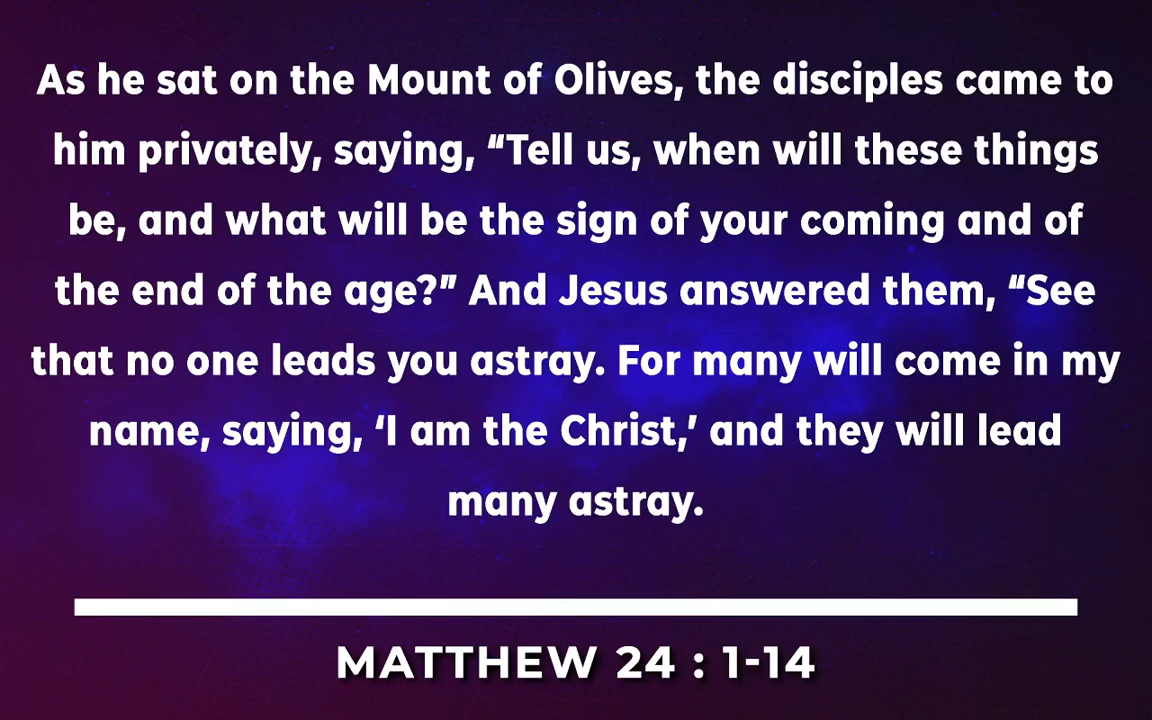 As he sat on the Mount of Olives, the disciples came to
him privately, saying, “Tell us, when will these things
be, and what will be the sign of your coming and of
the end of the age?” And Jesus answered them, “See
that no one leads you astray. For many will come in my
name, saying, ‘I am the Christ,’ and they will lead
many astray.
MATTHEW 24 : 1-14